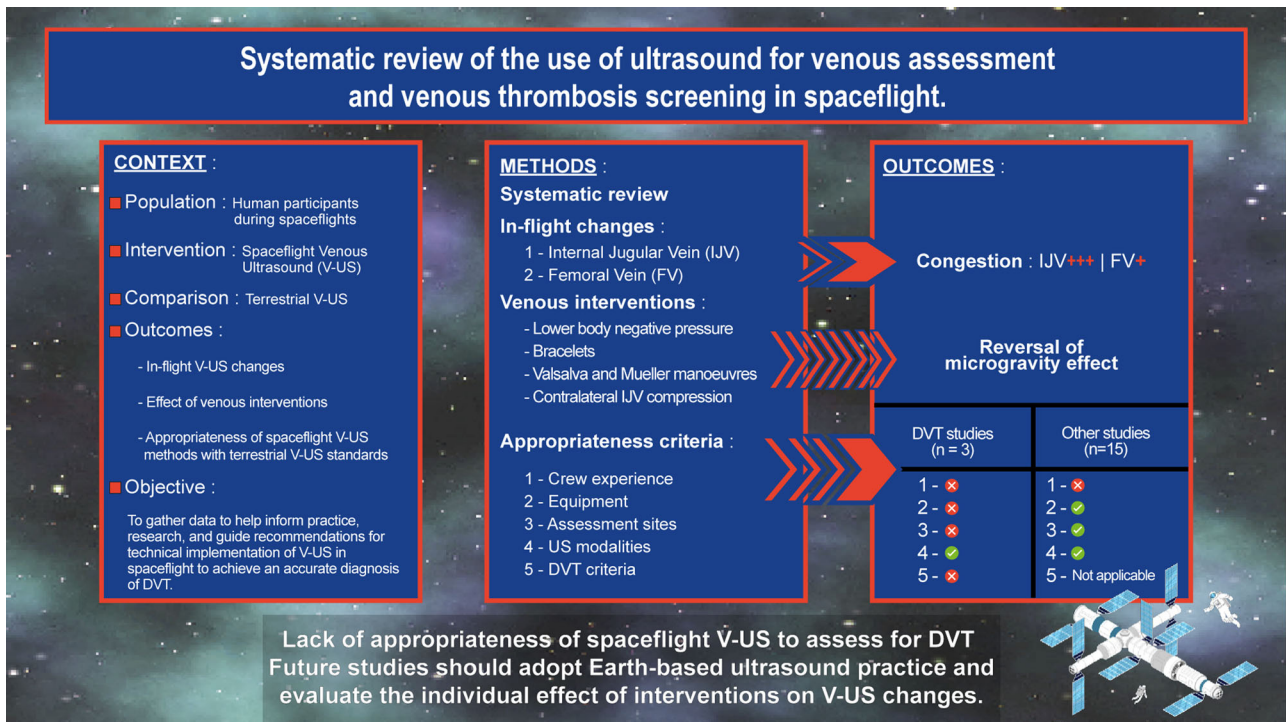 Systematic review of the use of ultrasound for venous assessment
and venous thrombosis screening in spaceflight.
CONTEXT :
Population : Human participants
during spaceflights
Intervention : Spaceflight Venous
Ultrasound (V-US)
Comparison : Terrestrial V-US
Outcomes :
- In-flight V-US changes
- Effect of venous interventions
- Appropriateness of spaceflight V-US
methods with terrestrial V-US standards
Objective :
To gather data to help inform practice,
research, and guide recommendations for
technical implementation of V-US in
spaceflight to achieve an accurate diagnosis
of DVT.
METHODS :
Systematic review
In-flight changes :
1 - Internal Jugular Vein (IJV)
2 - Femoral Vein (FV)
Venous interventions :
- Lower body negative pressure
- Bracelets
- Valsalva and Mueller manoeuvres
- Contralateral IJV compression
Appropriateness criteria :
1 - Crew experience
2 - Equipment
3 - Assessment sites
4 - US modalities
5 - DVT criteria
OUTCOMES :
Congestion : IJV+++ | FV+
Reversal of
microgravity effect
DVT studies
(n = 3)
1 -
2 -
3 -
4 -
5 -
Other studies
(n=15)
1 -
2 -
3 -
4 -
5 - Not applicable
Lack of appropriateness of spaceflight V-US to assess for DVT
Future studies should adopt Earth-based ultrasound practice and
evaluate the individual effect of interventions on V-US changes.